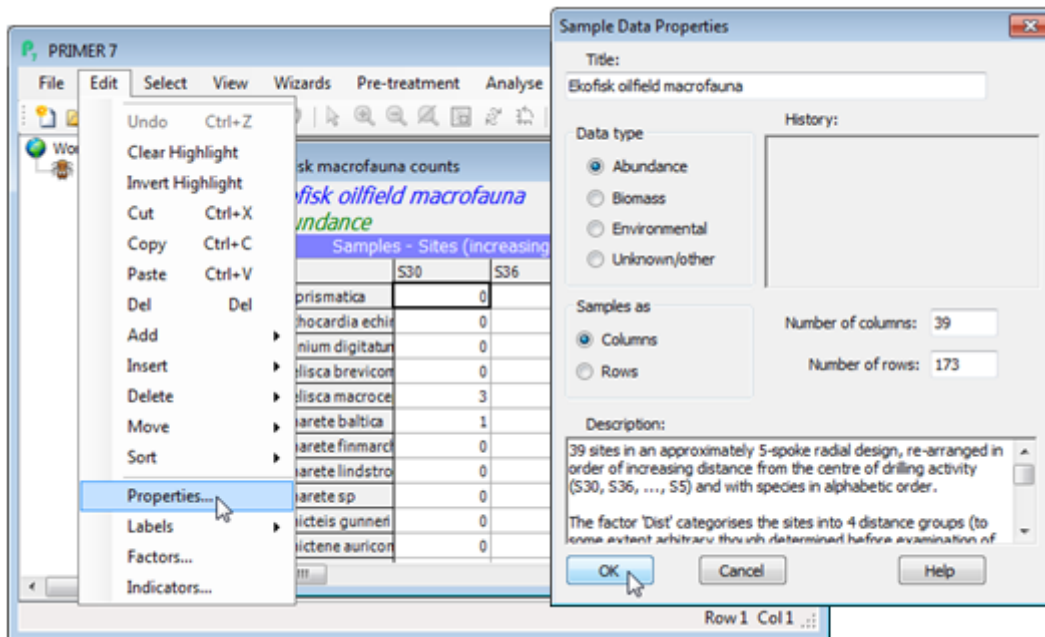 PRIMER 7
File Edit Select View Wizards Pre-treatment Analyse
Undo Ctrl+Z
Clear Highlight
Invert Highlight
Cut Ctrl+X
Copy Ctrl+C
Paste Ctrl+V
Del Del
Add
Insert
Delete
Move
Sort
Properties...
Labels
Factors...
Indicators...
macrofauna counts
oilfield macrofauna
Samples - Sites (increasing
S30 S36
prismatica 0
0
0
0
3
baltica 1
0
0
sp 0
gunneri 0
0
Row 1 Col 1
Sample Data Properties
Title:
Ekofisk oilfield macrofauna
Data type
Abundance
Biomass
Environmental
Unknown/other
History:
Samples as
Columns
Rows
Number of columns: 39
Number of rows: 173
Description:
39 sites in an approximately 5-spoke radial design, re-arranged in
order of increasing distance from the centre of drilling activity
(S30, S36, ..., S5) and with species in alphabetic order.
The factor 'Dist' categorises the sites into 4 distance groups (to
some extent arbitrary though determined before examination of
OK Cancel Help